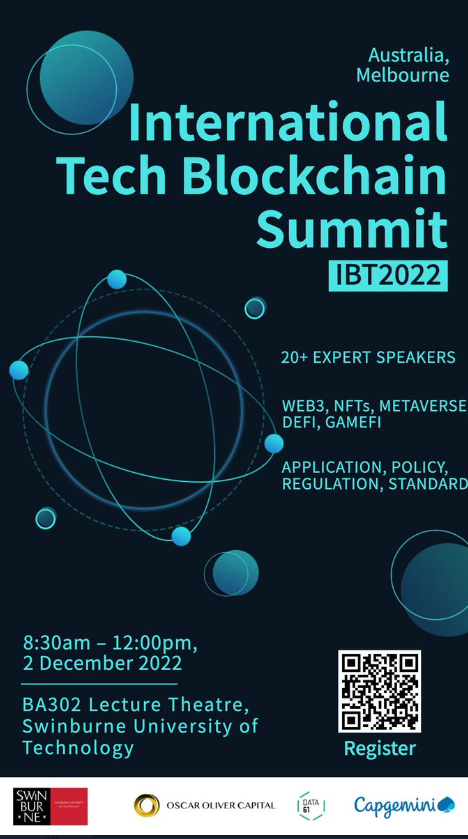 Australia,
Melbourne
International
Tech Blockchain
Summit
IBT2022
20+ EXPERT SPEAKERS
WEB3, NFTs, METAVERSE
DEFI, GAMEFI
APPLICATION, POLICY,
REGULATION, STANDARD
8:30am – 12:00pm,
2 December 2022
BA302 Lecture Theatre,
Swinburne University of
Technology
Register
SWIN
BUR
NE
OSCAR OLIVER CAPITAL
DATA
61
Capgemini